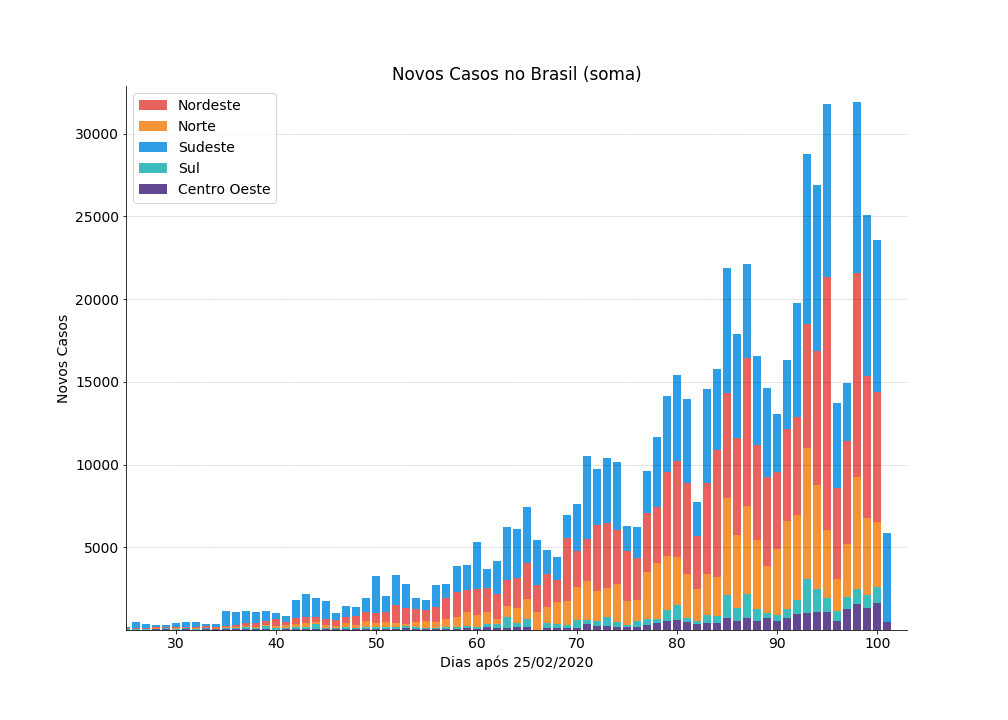 Novos Casos no Brasil (soma)
Nordeste
Norte
Sudeste
Sul
Centro Oeste
30000
25000
20000
15000
10000
5000
Novos Casos
30 40 50 60 70 80 90 100
Dias após 25/02/2020